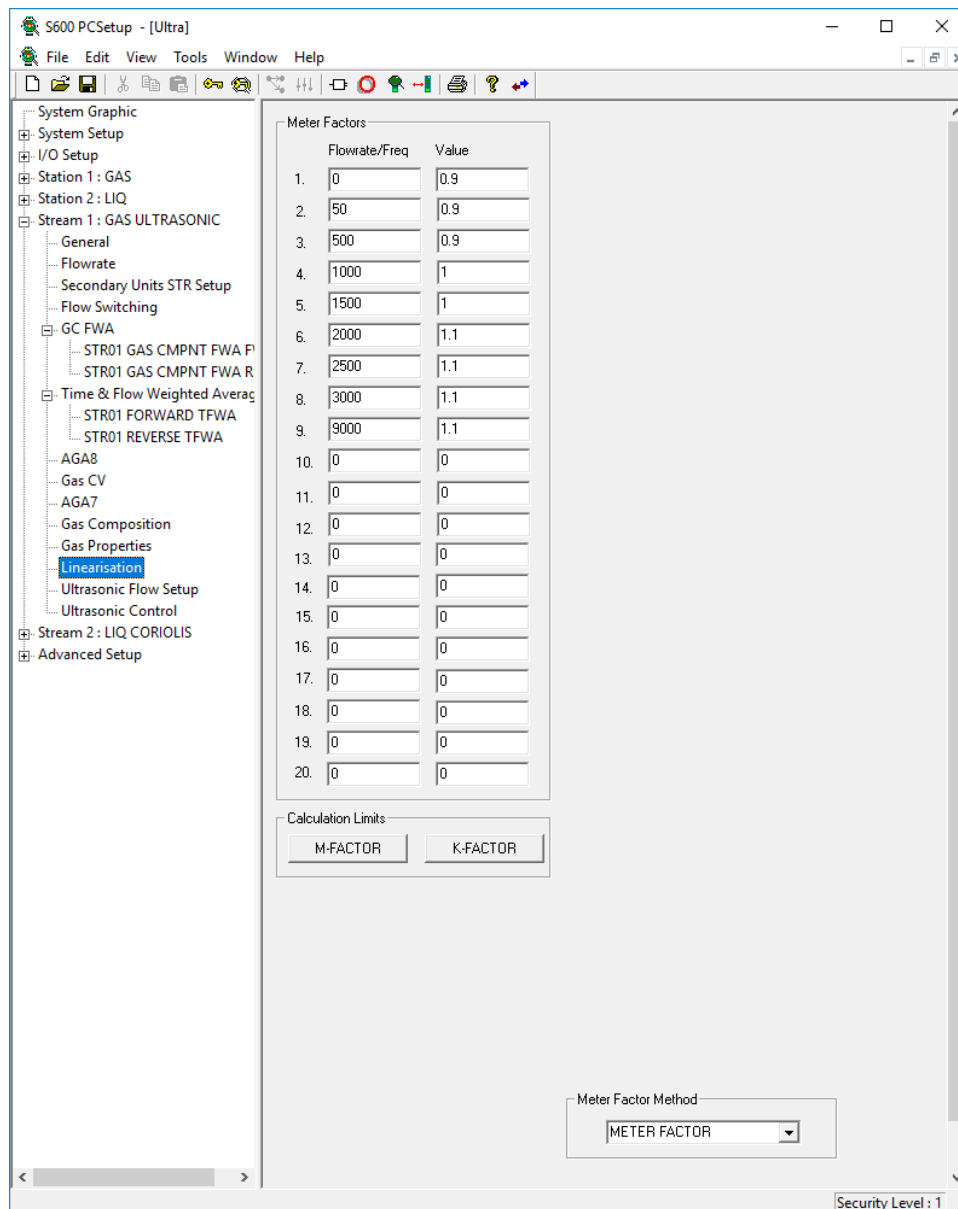 S600 PCSetup - [Ultra]
File Edit View Tools Window Help
System Graphic
System Setup
I/O Setup
Station 1 : GAS
Station 2 : LIQ
Stream 1 : GAS ULTRASONIC
General
Flowrate
Secondary Units STR Setup
Flow Switching
GC FWA
STR01 GAS CMPNT FWA F
STR01 GAS CMPNT FWA R
Time & Flow Weighted Averag
STR01 FORWARD TFWA
STR01 REVERSE TFWA
AGA8
Gas CV
AGA7
Gas Composition
Gas Properties
Linearisation
Ultrasonic Flow Setup
Ultrasonic Control
Stream 2 : LIQ CORIOLIS
Advanced Setup
Meter Factors
Flowrate/Freq Value
1. 0 0.9
2. 50 0.9
3. 500 0.9
4. 1000 1
5. 1500 1
6. 2000 1.1
7. 2500 1.1
8. 3000 1.1
9. 9000 1.1
10. 0 0
11. 0 0
12. 0 0
13. 0 0
14. 0 0
15. 0 0
16. 0 0
17. 0 0
18. 0 0
19. 0 0
20. 0 0
Calculation Limits
M-FACTOR K-FACTOR
Meter Factor Method
METER FACTOR
Security Level : 1